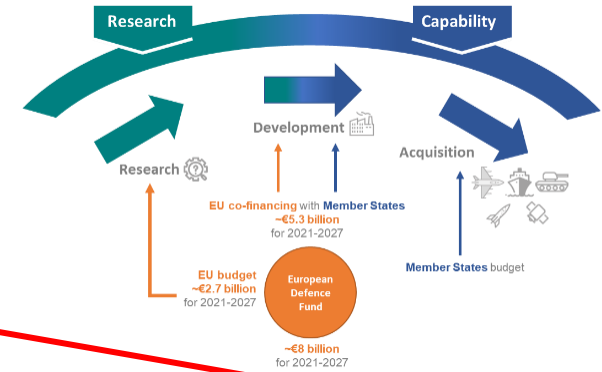 Research
Capability
Development
Research
Acquisition
EU co-financing with Member States
~€5.3 billion
for 2021-2027
EU budget
~€2.7 billion
for 2021-2027
European
Defence
Fund
Member States budget
~€8 billion
for 2021-2027